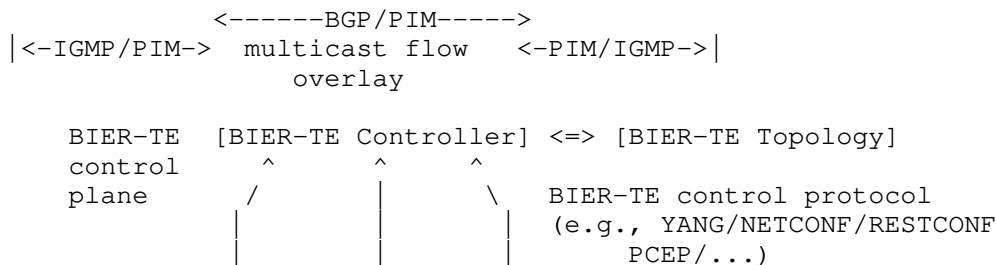 <------BGP/PIM----->
|<-IGMP/PIM->  multicast flow   <-PIM/IGMP->|
overlay
BIER-TE  [BIER-TE Controller] <=> [BIER-TE Topology]
control     ^      ^     ^
plane      /       |      \   BIER-TE control protocol
|       |       |  (e.g., YANG/NETCONF/RESTCONF
|       |       |       PCEP/...)